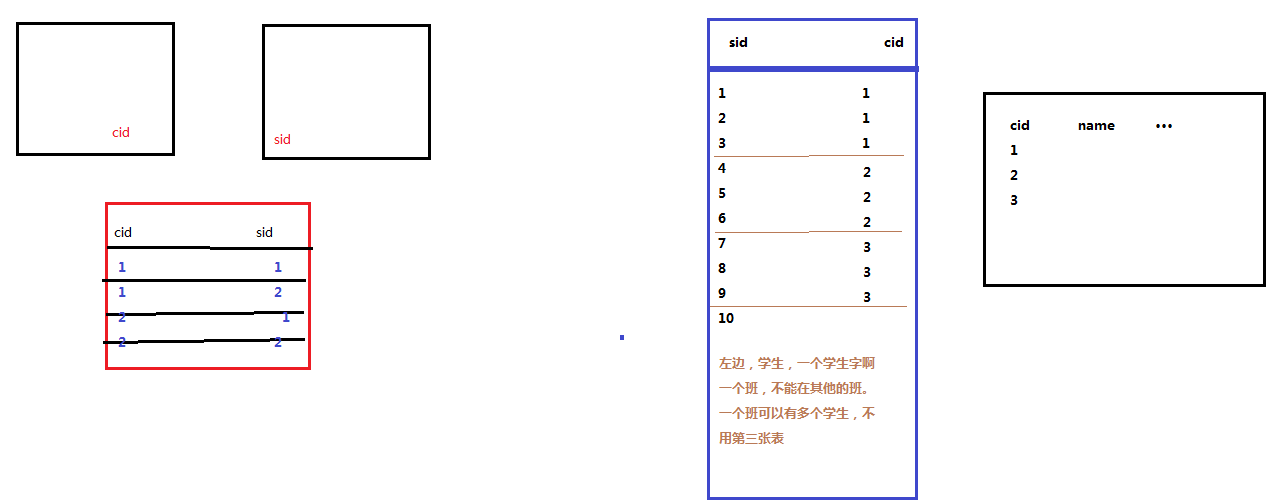 cid
sid
cid sid
1 1
1 2
2 1
2 2
sid cid
1 1
2 1
3 1
4 2
5 2
6 2
7 3
8 3
9 3
10
左边，学生，一个学生字啊
一个班，不能在其他的班。
一个班可以有多个学生，不
用第三张表
cid name •••
1
2
3